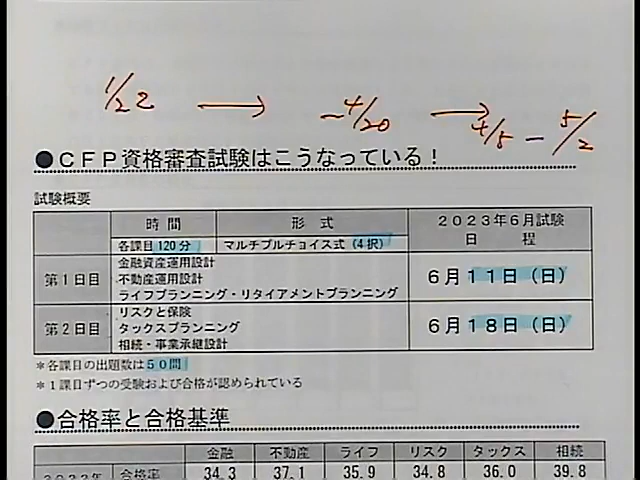 1/22 → -4/20 → 4/5 - 5/2
●CFP資格審査試験はこうなっている!
試験概要
時間 形式 2023年6月試験
日程
各課目120分 マルチプルチョイス式(4択)
第1日目 金融資産運用設計
不動産運用設計
ライフプランニング・リタイアメントプランニング
6月11日(日)
第2日目 リスクと保険
タックスプランニング
相続・事業承継設計
6月18日(日)
*各課目の出題数は50問
*1課目ずつの受験および合格が認められている
●合格率と合格基準
金融 不動産 ライフ リスク タックス 相続
2022年 合格率 34.3 37.1 35.9 34.8 36.0 39.8